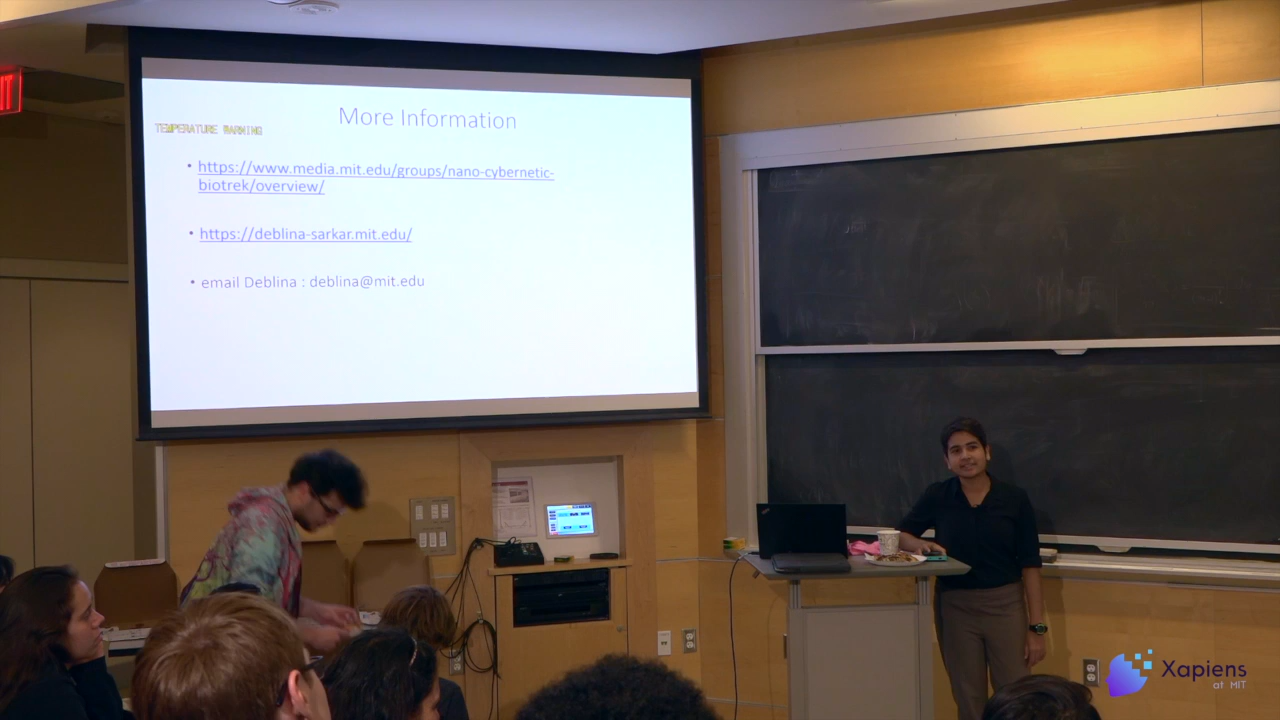 IT
More Information
TEMPERATURE WARNING
• https://www.media.mit.edu/groups/nano-cybernetic-
biotrek/overview/
• https://deblina-sarkar.mit.edu/
• email Deblina : deblina@mit.edu
Xapiens
at MIT